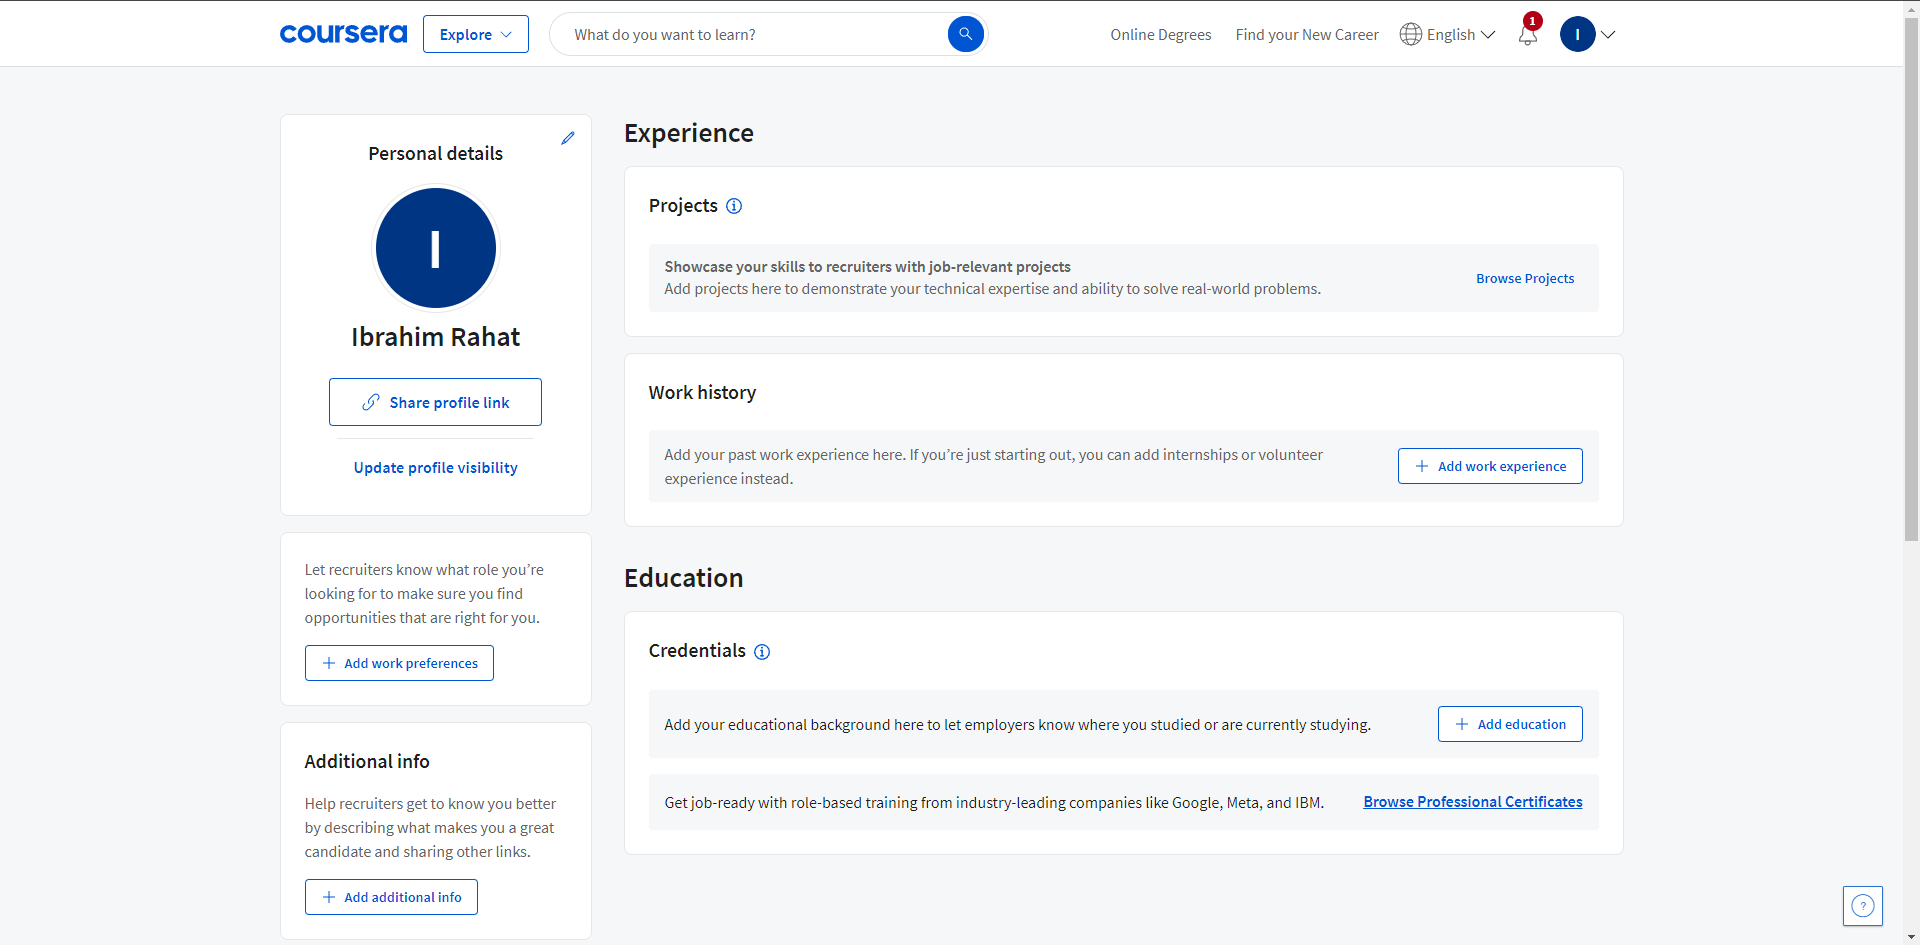 coursera
Explore
What do you want to learn?
Online Degrees
Find your New Career
English
1
I
Personal details
I
Ibrahim Rahat
Share profile link
Update profile visibility
Let recruiters know what role you’re
looking for to make sure you find
opportunities that are right for you.
Add work preferences
Additional info
Help recruiters get to know you better
by describing what makes you a great
candidate and sharing other links.
Add additional info
Experience
Projects
Showcase your skills to recruiters with job-relevant projects
Add projects here to demonstrate your technical expertise and ability to solve real-world problems.
Browse Projects
Work history
Add your past work experience here. If you’re just starting out, you can add internships or volunteer
experience instead.
Add work experience
Education
Credentials
Add your educational background here to let employers know where you studied or are currently studying.
Add education
Get job-ready with role-based training from industry-leading companies like Google, Meta, and IBM.
Browse Professional Certificates
?